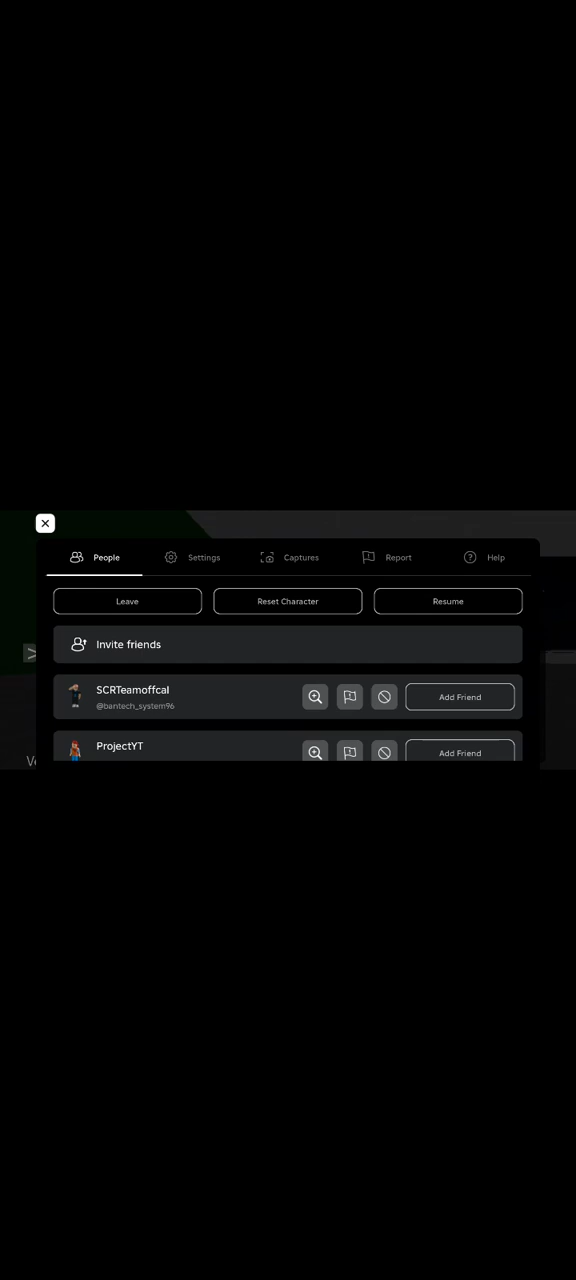 People
Settings
Captures
Report
Help
Leave
Reset Character
Resume
Invite friends
SCRTeamoffcal
@bantech_system96
Add Friend
ProjectYT
Add Friend